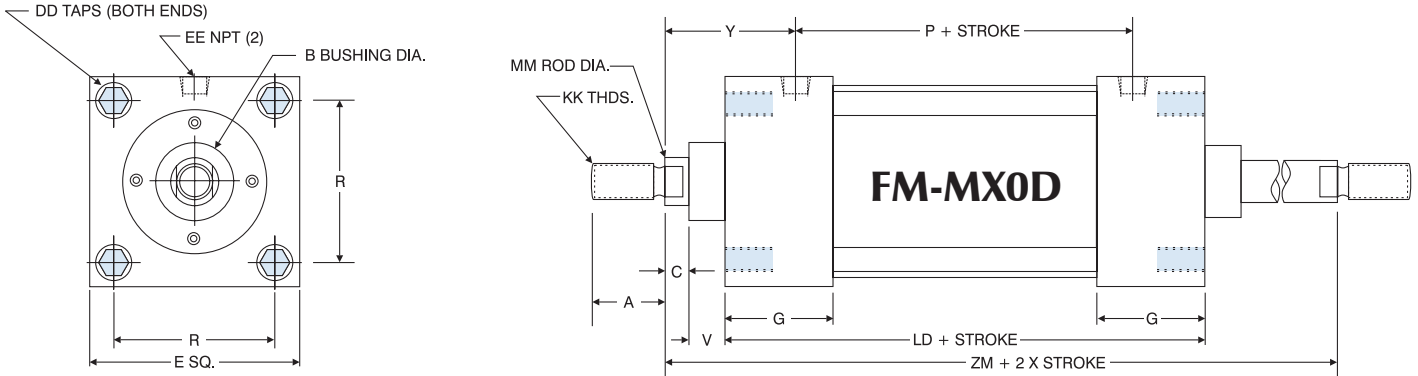 DD TAPS (BOTH ENDS)
EE NPT (2)
B BUSHING DIA.
R
R
E SQ.
Y
P + STROKE
MM ROD DIA.
KK THDS.
FM-MX0D
C
A
G
G
V
LD + STROKE
ZM + 2 X STROKE